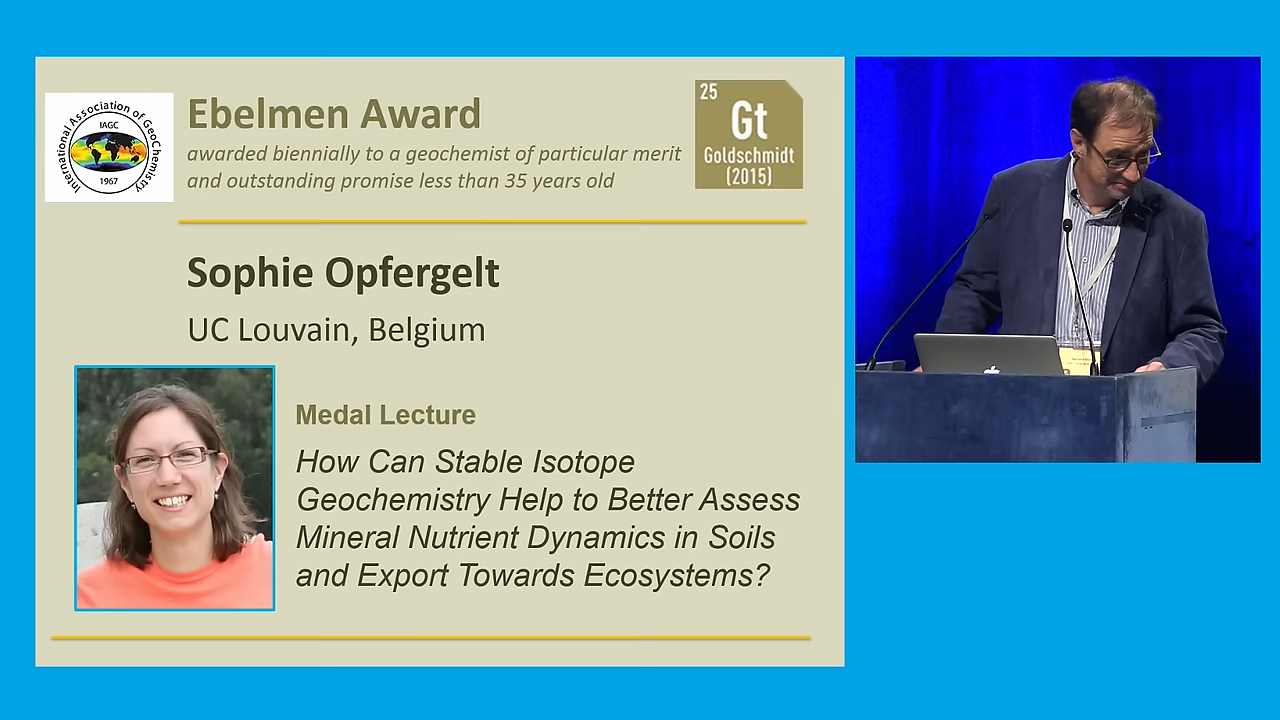 International Association of GeoChemistry
IAGC
1967
Ebelmen Award
awarded biennially to a geochemist of particular merit
and outstanding promise less than 35 years old
25
Gt
Goldschmidt
(2015)
Sophie Opfergelt
UC Louvain, Belgium
Medal Lecture
How Can Stable Isotope
Geochemistry Help to Better Assess
Mineral Nutrient Dynamics in Soils
and Export Towards Ecosystems?